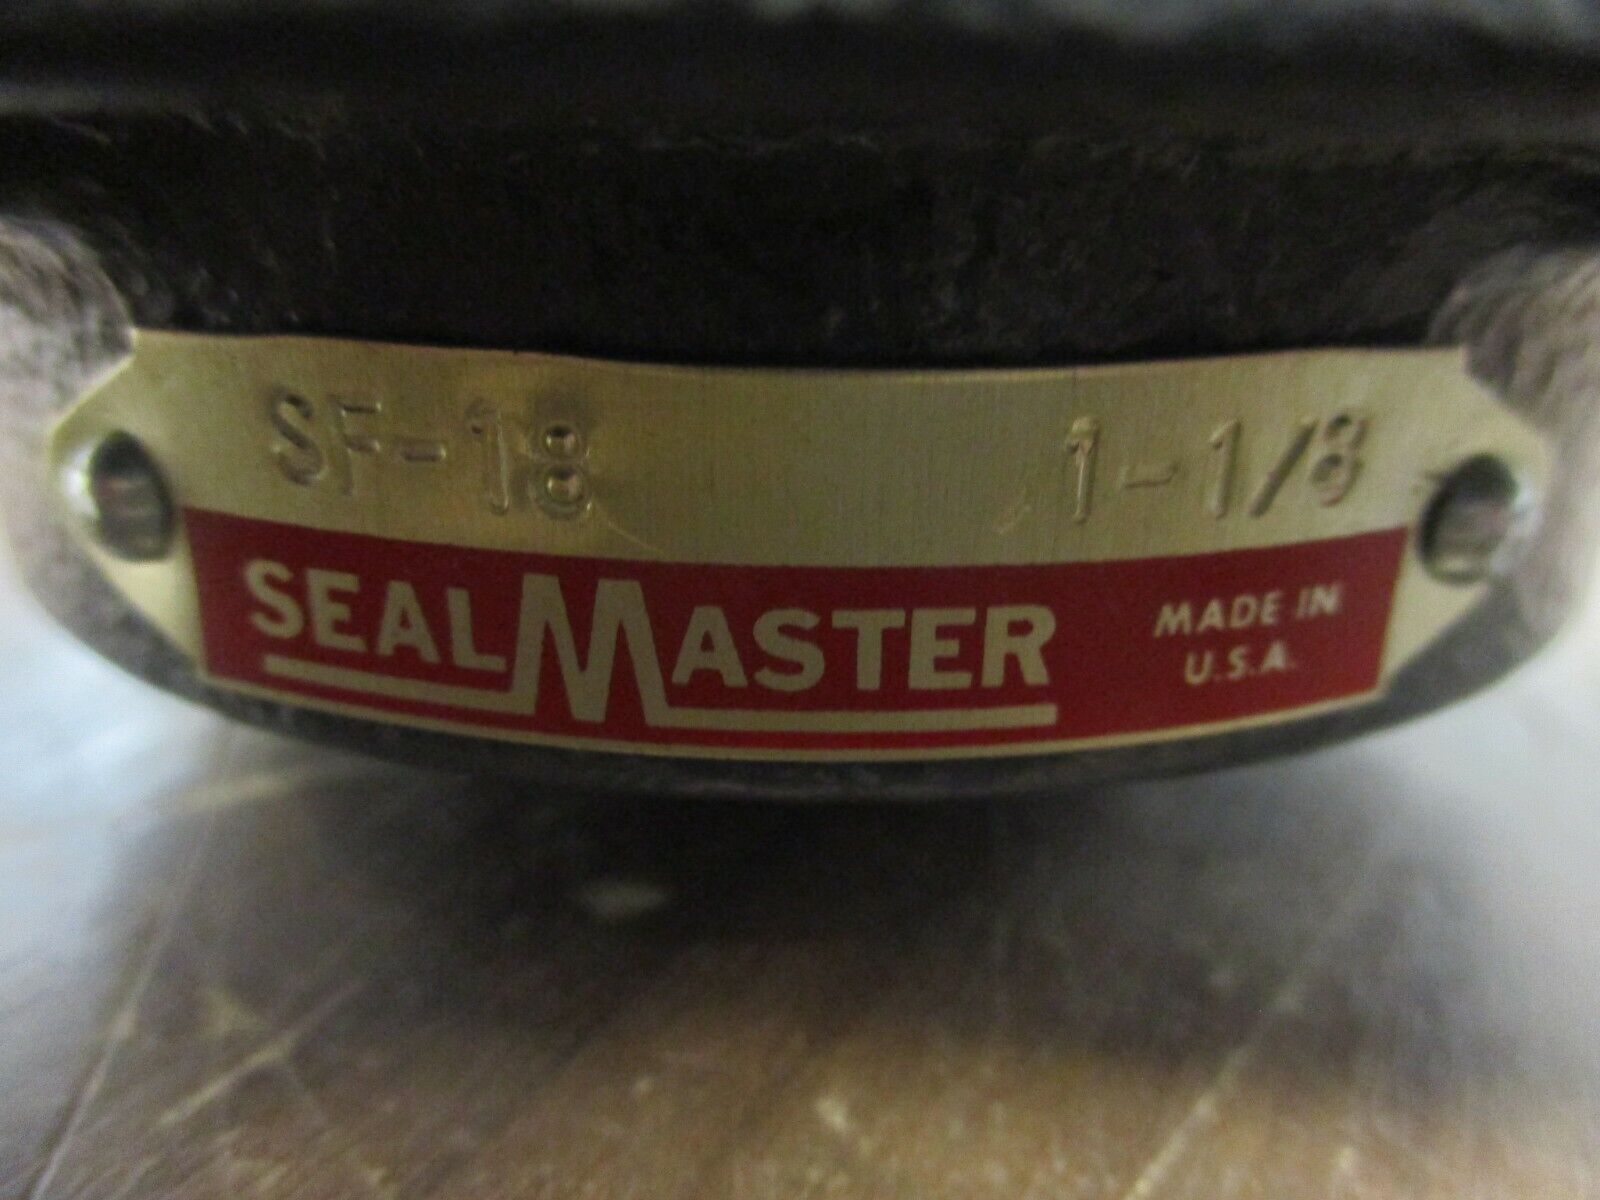 SF-18 1-1/8
SEALMASTER MADE IN
U.S.A.